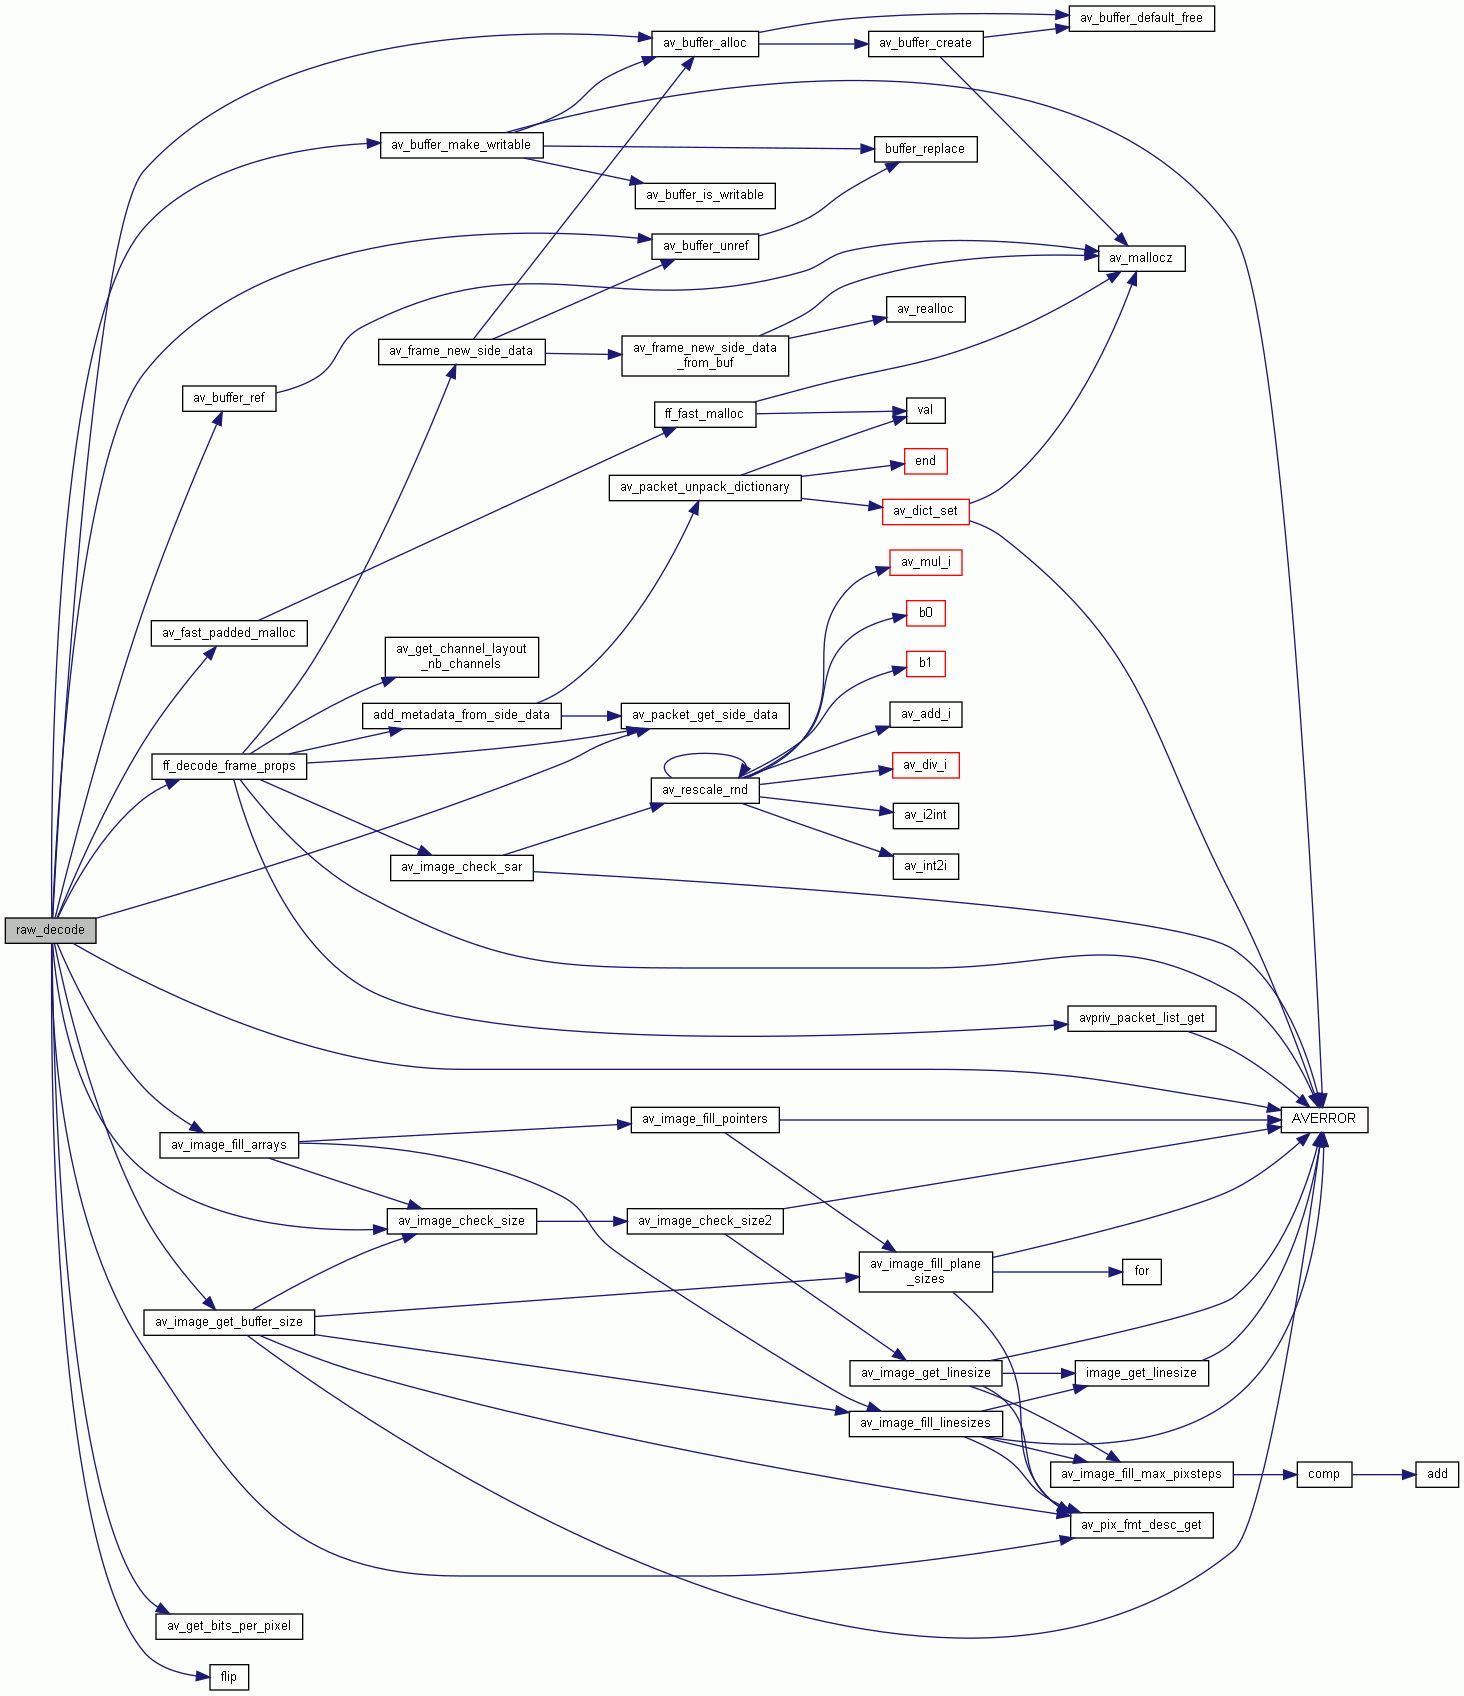 av_buffer_default_free
av_buffer_alloc
av_buffer_create
av_buffer_make_writable
buffer_replace
av_buffer_is_writable
av_buffer_unref
av_mallocz
av_realloc
av_frame_new_side_data
av_frame_new_side_data
_from_buf
av_buffer_ref
ff_fast_malloc
val
end
av_packet_unpack_dictionary
av_dict_set
av_mul_i
b0
av_fast_padded_malloc
av_get_channel_layout
_nb_channels
b1
add_metadata_from_side_data
av_packet_get_side_data
av_add_i
ff_decode_frame_props
av_div_i
av_rescale_rnd
av_i2int
av_image_check_sar
av_int2i
raw_decode
avpriv_packet_list_get
AVERROR
av_image_fill_pointers
av_image_fill_arrays
av_image_check_size
av_image_check_size2
av_image_fill_plane
_sizes
for
av_image_get_buffer_size
av_image_get_linesize
image_get_linesize
av_image_fill_linesizes
av_image_fill_max_pixsteps
comp
add
av_pix_fmt_desc_get
av_get_bits_per_pixel
flip